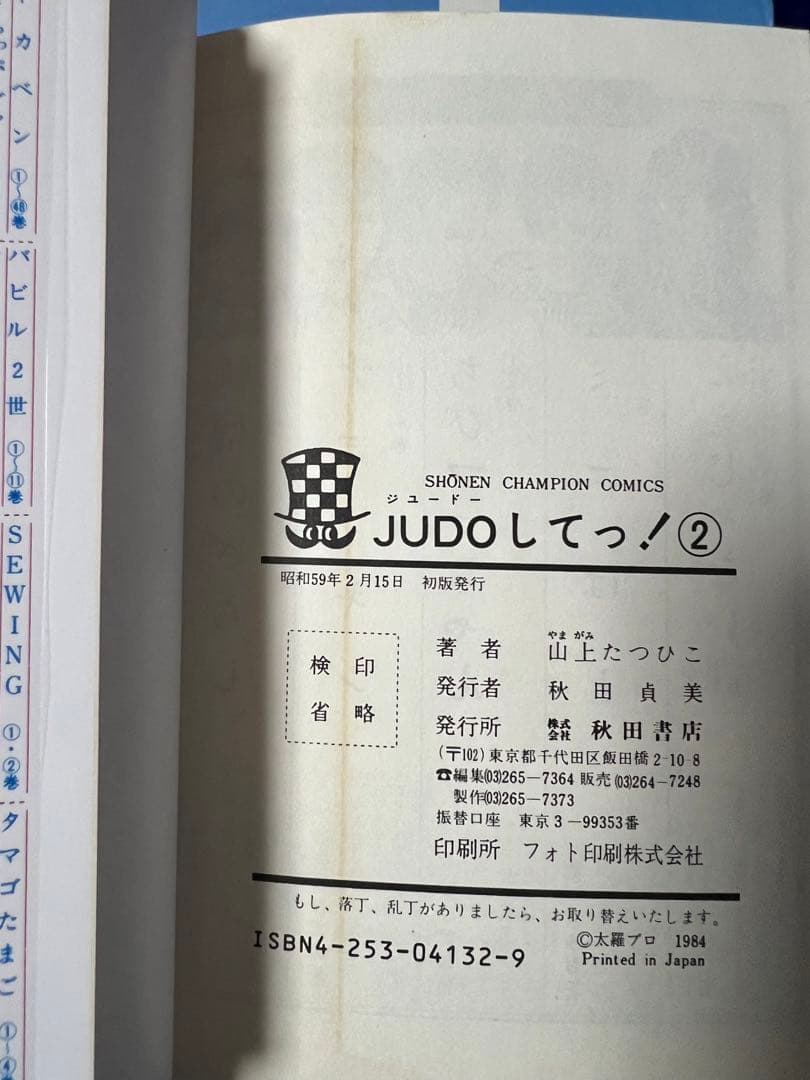 SHŌNEN CHAMPION COMICS
ジュードー
JUDOしてっ!②
昭和59年2月15日 初版発行
検印
省略
著者 山上たつひこ
やまがみ
発行者 秋田貞美
発行所 株式会社 秋田書店
(〒102)東京都千代田区飯田橋2-10-8
☎編集(03)265—7364 販売(03)264—7248
製作(03)265—7373
振替口座 東京3—99353番
印刷所 フォト印刷株式会社
もし、落丁、乱丁がありましたら、お取り替えいたします。
ISBN4-253-04132-9
©太羅プロ 1984
Printed in Japan
カベン ①〜㊽巻
バビル2世 ①〜⑪巻
SEWING ①・②巻
タマゴたまご ①〜④